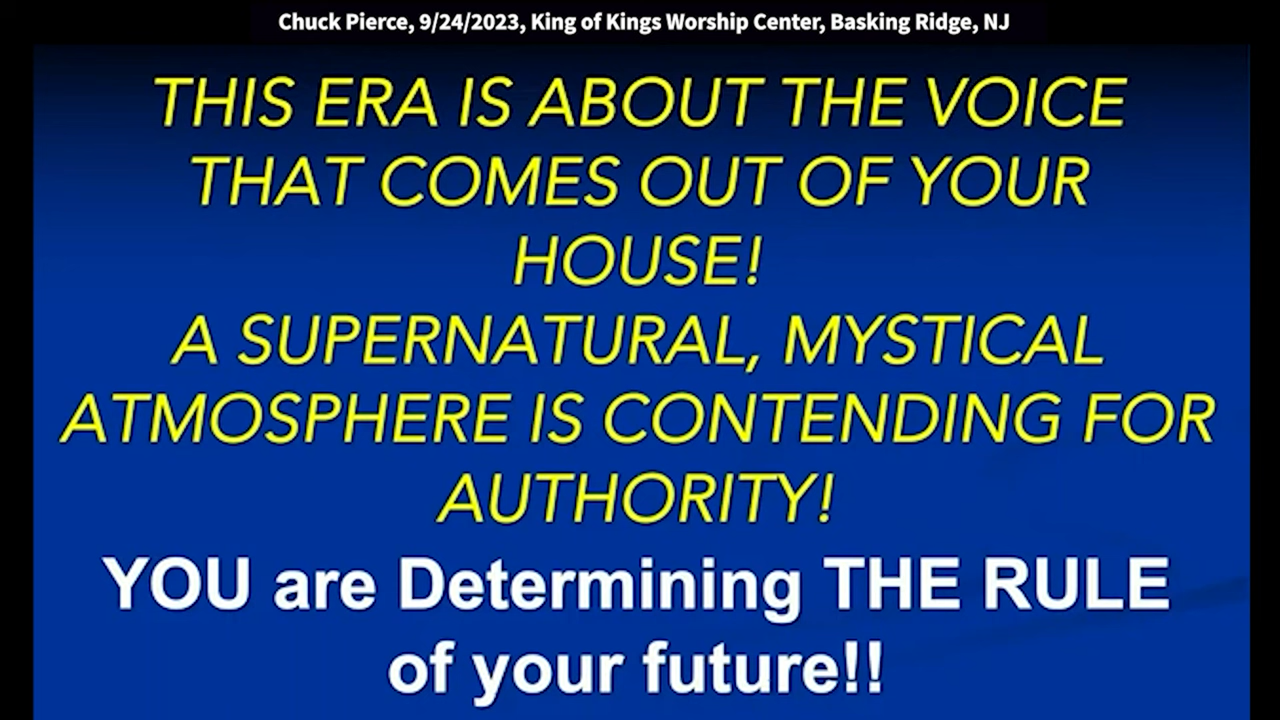 Chuck Pierce, 9/24/2023, King of Kings Worship Center, Basking Ridge, NJ
THIS ERA IS ABOUT THE VOICE
THAT COMES OUT OF YOUR
HOUSE!
A SUPERNATURAL, MYSTICAL
ATMOSPHERE IS CONTENDING FOR
AUTHORITY!
YOU are Determining THE RULE
of your future!!